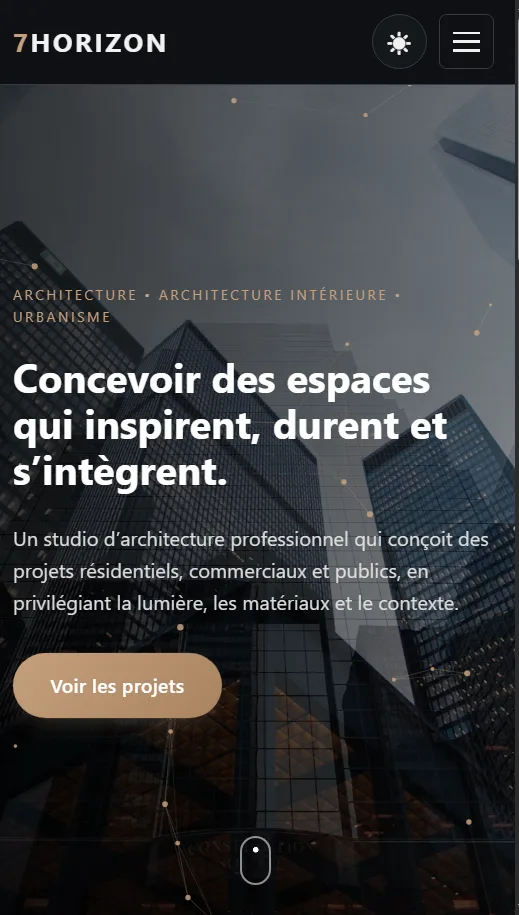 7HORIZON
ARCHITECTURE • ARCHITECTURE INTÉRIEURE •
URBANISME
Concevoir des espaces
qui inspirent, durent et
s’intègrent.
Un studio d’architecture professionnel qui conçoit des
projets résidentiels, commerciaux et publics, en
privilégiant la lumière, les matériaux et le contexte.
Voir les projets